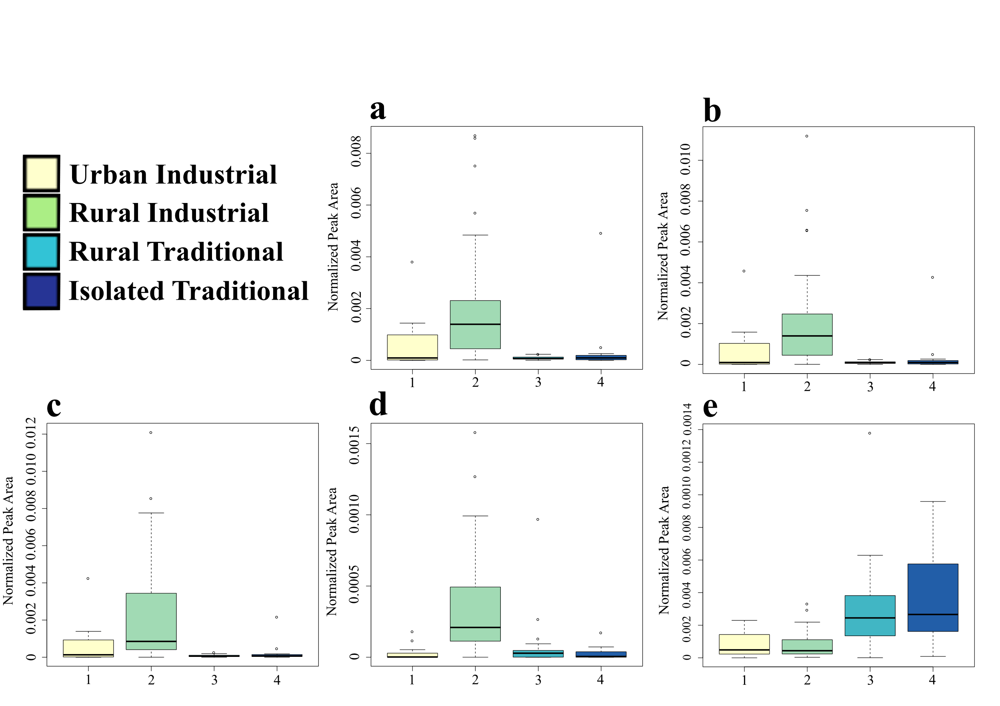 Urban Industrial
Rural Industrial
Rural Traditional
Isolated Traditional
a
Normalized Peak Area
0 0.002 0.004 0.006 0.008
1 2 3 4
b
Normalized Peak Area
0 0.002 0.004 0.006 0.008 0.010
1 2 3 4
c
Normalized Peak Area
0 0.002 0.004 0.006 0.008 0.010 0.012
1 2 3 4
d
Normalized Peak Area
0 0.0005 0.0010 0.0015
1 2 3 4
e
Normalized Peak Area
0 0.002 0.004 0.006 0.008 0.0010 0.0012 0.0014
1 2 3 4